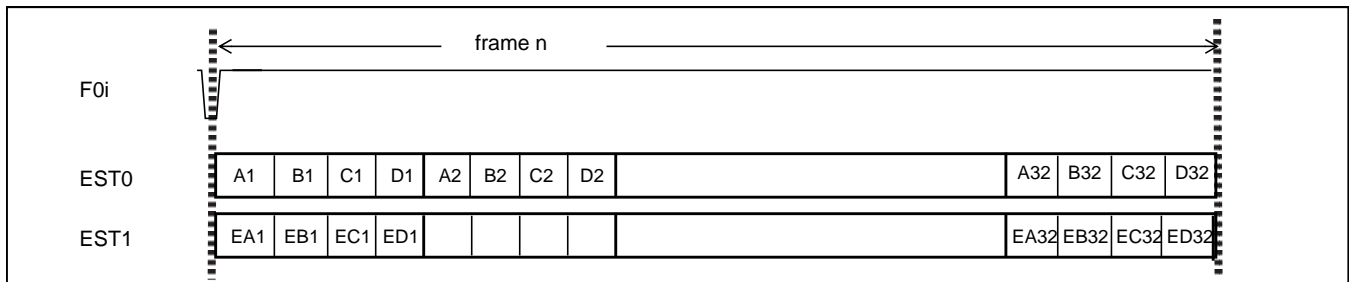 frame n
F0i
EST0 A1 B1 C1 D1 A2 B2 C2 D2 A32 B32 C32 D32
EST1 EA1 EB1 EC1 ED1 EA32 EB32 EC32 ED32